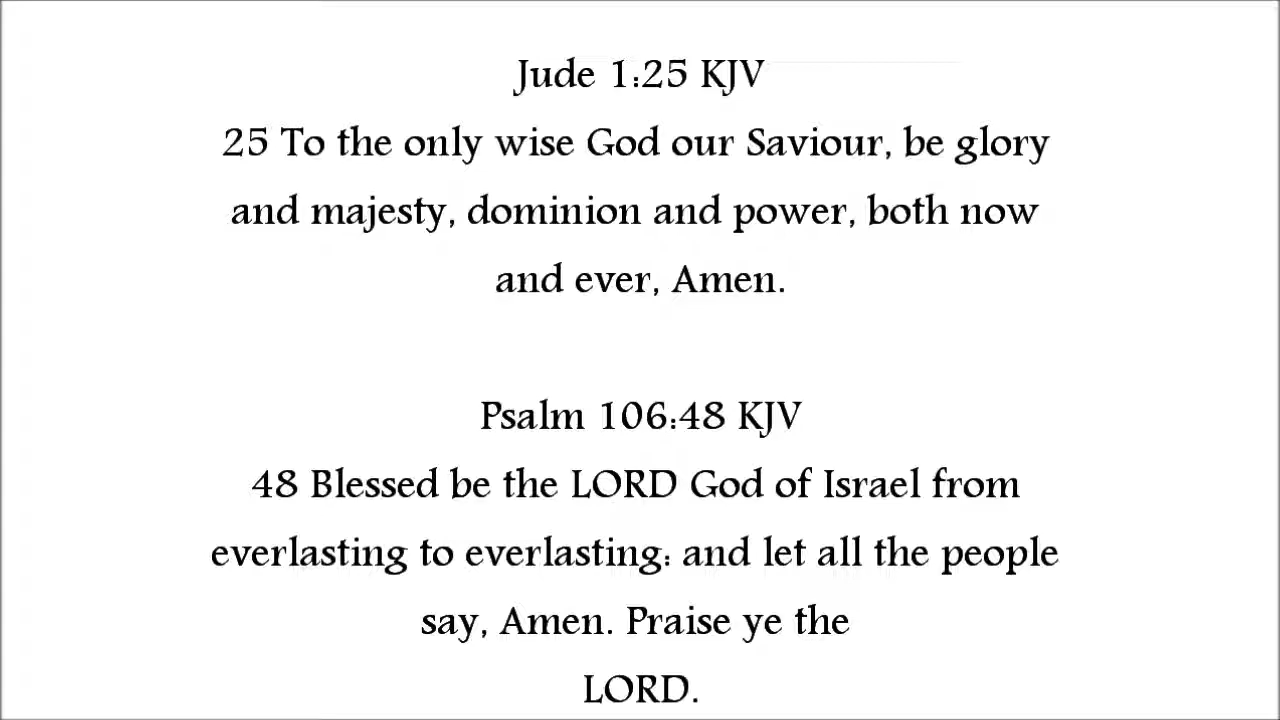 Jude 1:25 KJV
25 To the only wise God our Saviour, be glory
and majesty, dominion and power, both now
and ever, Amen.
Psalm 106:48 KJV
48 Blessed be the LORD God of Israel from
everlasting to everlasting: and let all the people
say, Amen. Praise ye the
LORD.